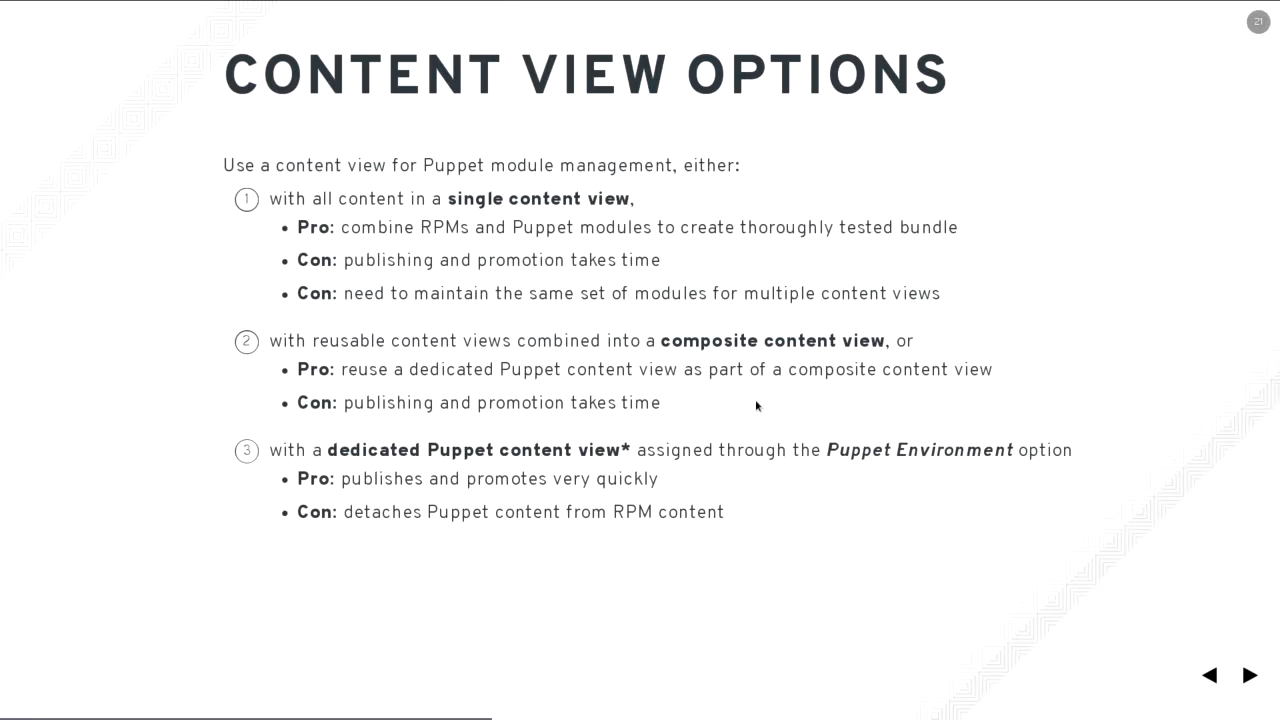 21
CONTENT VIEW OPTIONS
Use a content view for Puppet module management, either:
1 with all content in a single content view,
• Pro: combine RPMs and Puppet modules to create thoroughly tested bundle
• Con: publishing and promotion takes time
• Con: need to maintain the same set of modules for multiple content views
2 with reusable content views combined into a composite content view, or
• Pro: reuse a dedicated Puppet content view as part of a composite content view
• Con: publishing and promotion takes time
3 with a dedicated Puppet content view* assigned through the Puppet Environment option
• Pro: publishes and promotes very quickly
• Con: detaches Puppet content from RPM content